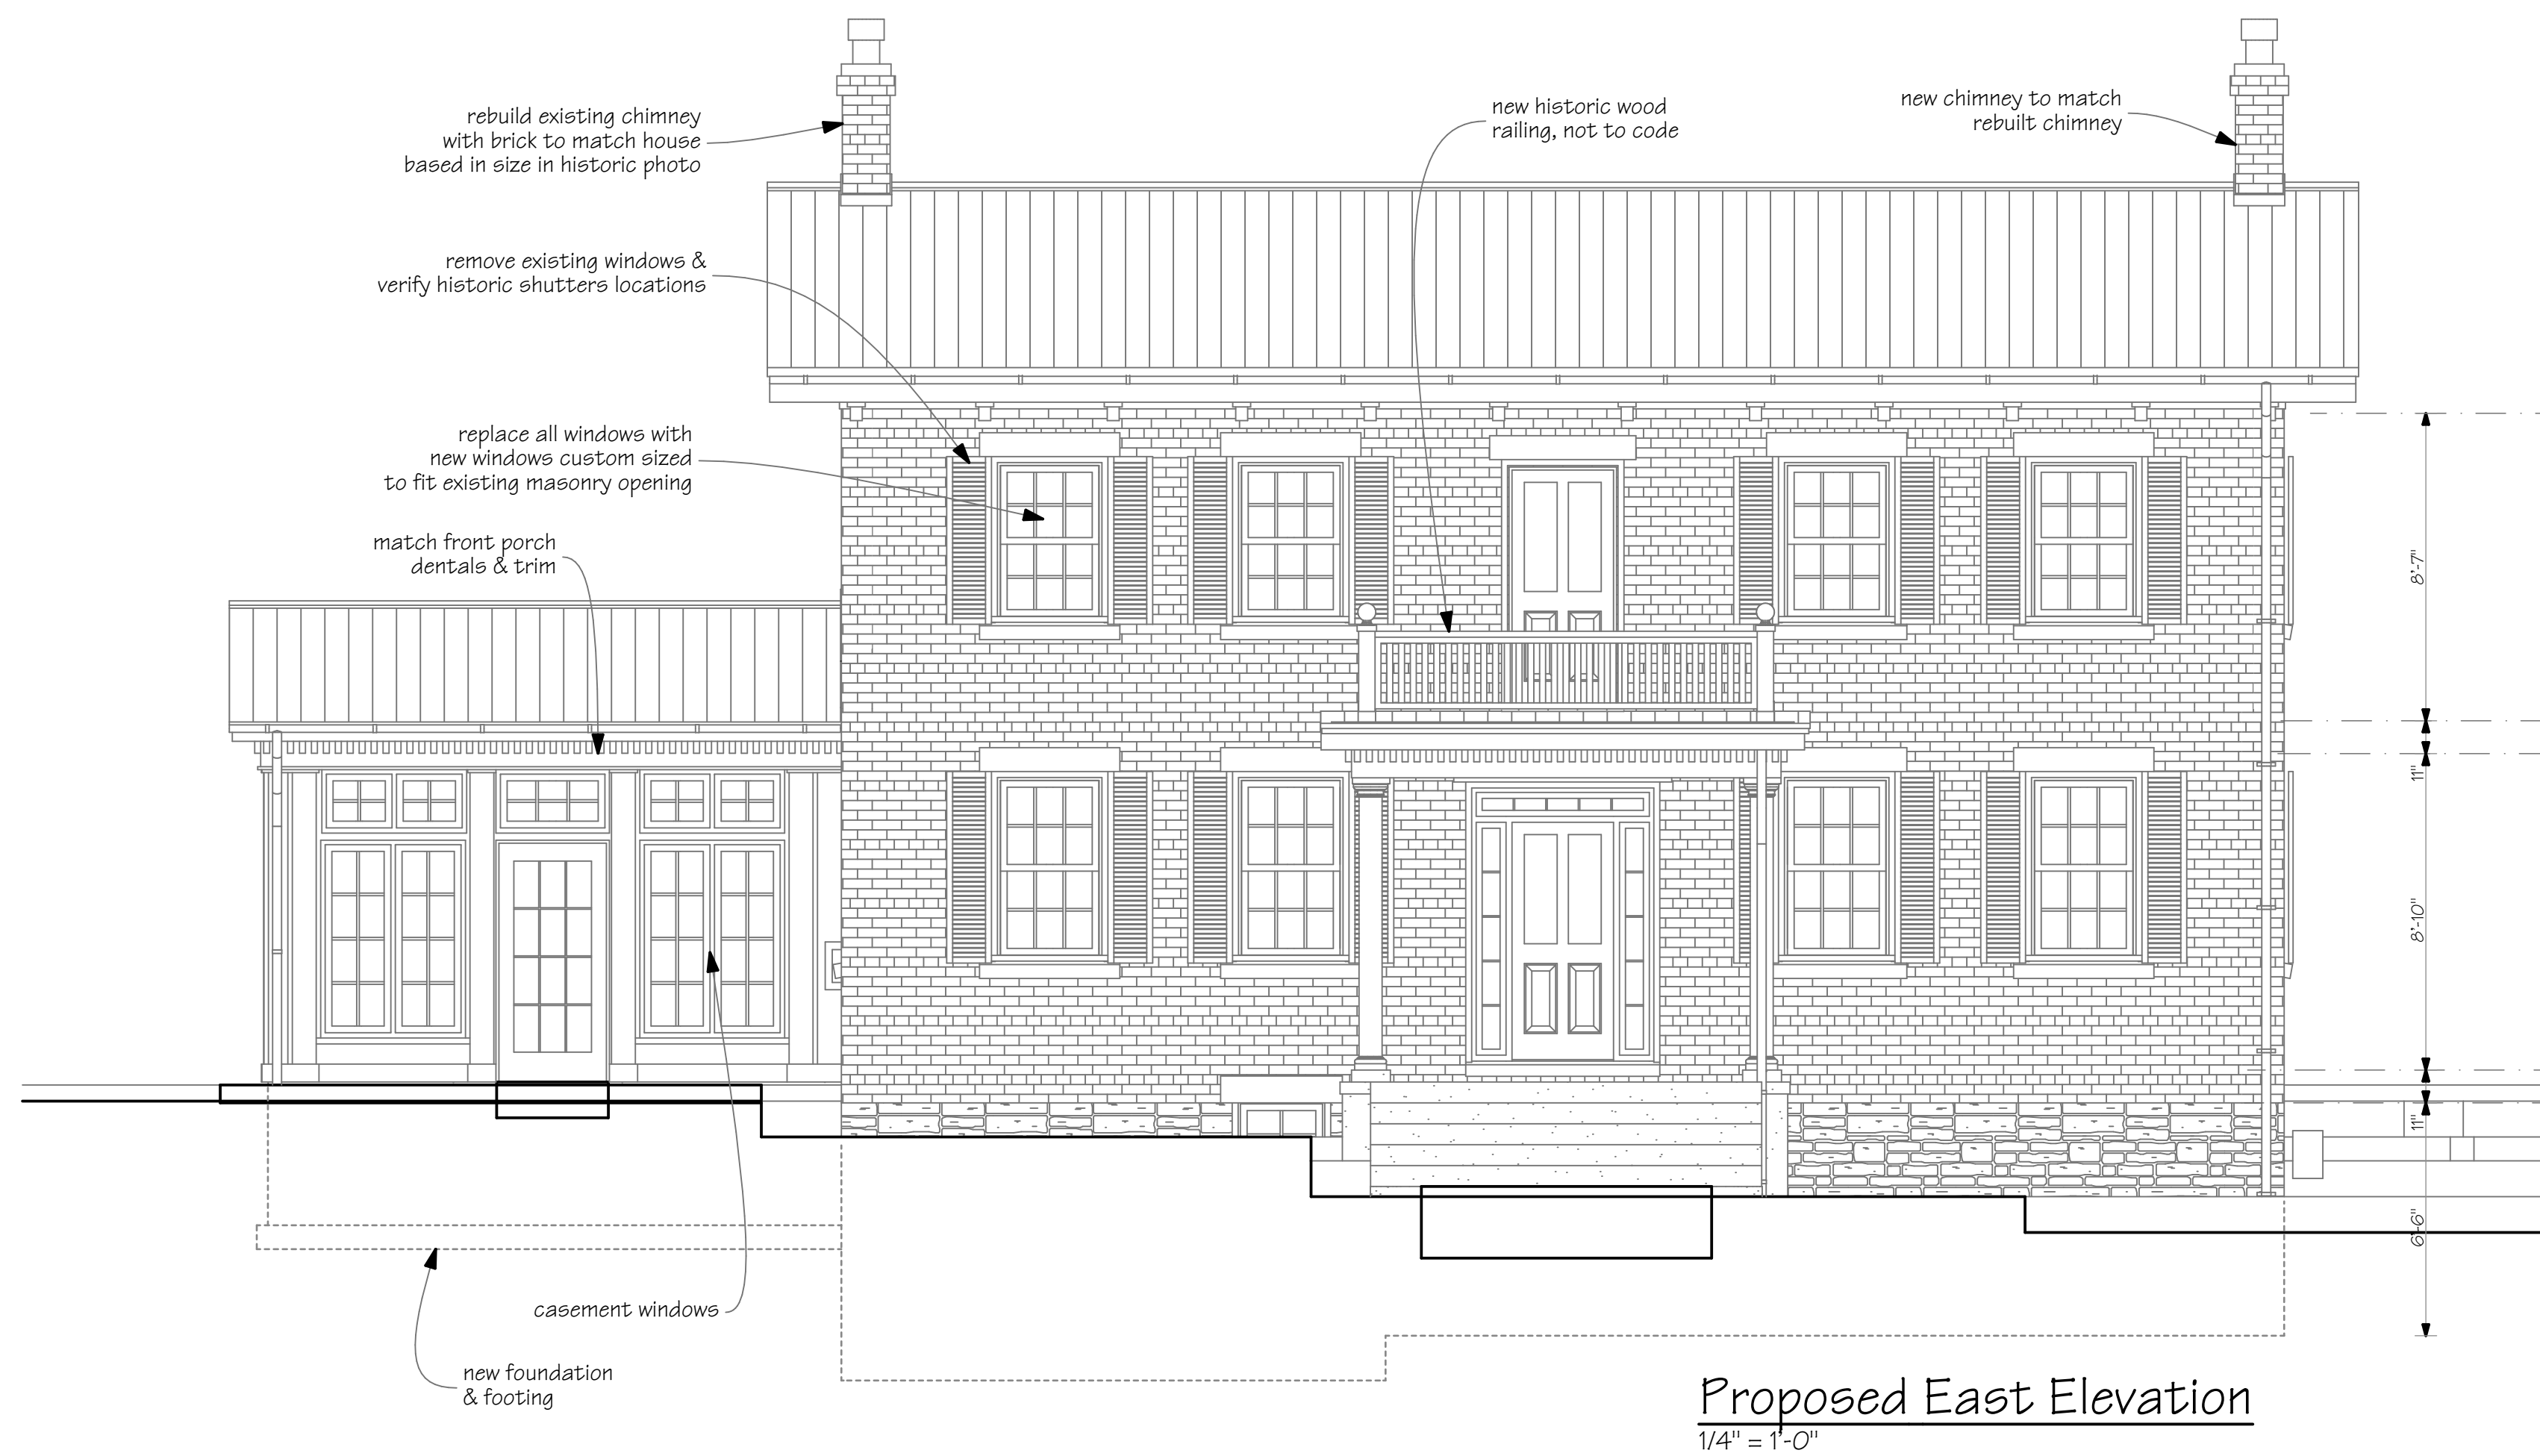 rebuild existing chimney
with brick to match house
based in size in historic photo
new historic wood
railing, not to code
new chimney to match
rebuilt chimney
remove existing windows &
verify historic shutters locations
replace all windows with
new windows custom sized
to fit existing masonry opening
match front porch
dentals & trim
8'-7"
11"
8'-10"
11"
6'-6"
casement windows
new foundation
& footing
Proposed East Elevation
1/4" = 1'-0"